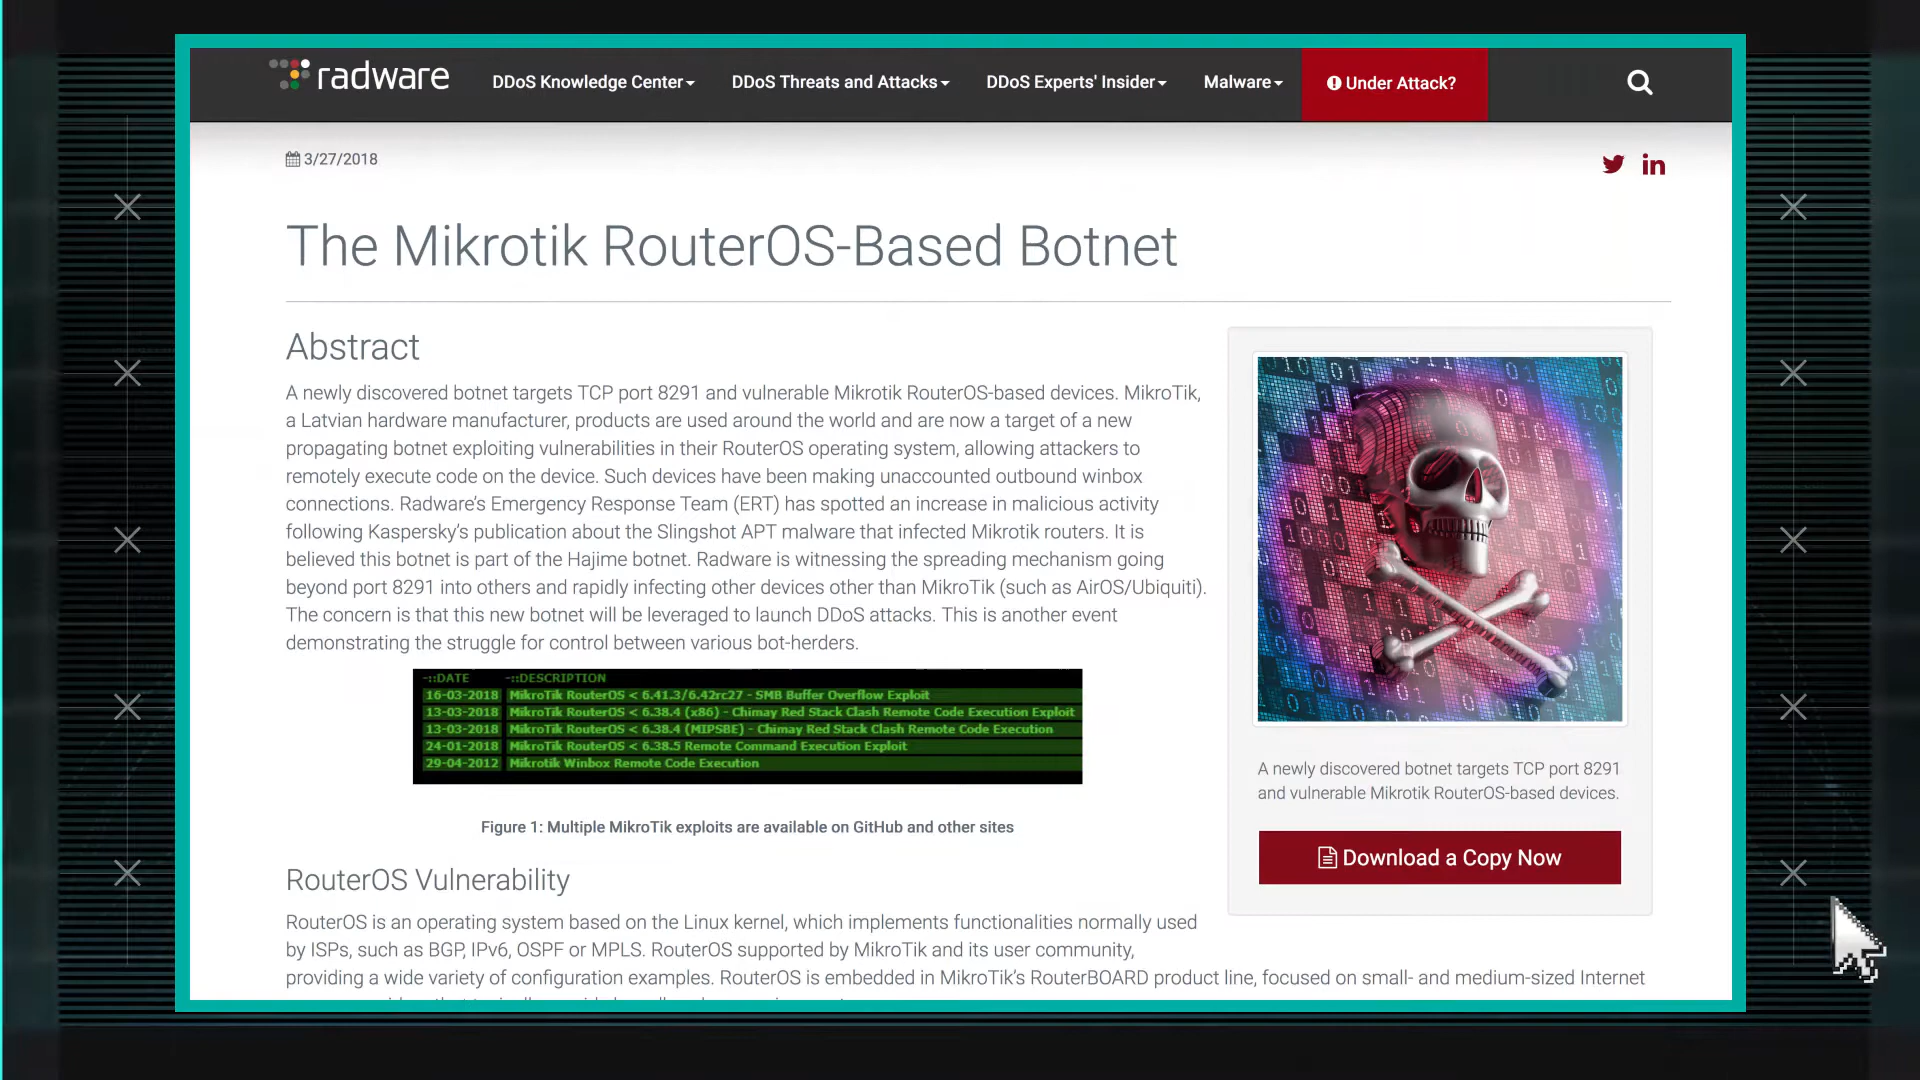 radware
DDoS Knowledge Center
DDoS Threats and Attacks
DDoS Experts' Insider
Malware
Under Attack?
3/27/2018
The Mikrotik RouterOS-Based Botnet
Abstract
A newly discovered botnet targets TCP port 8291 and vulnerable Mikrotik RouterOS-based devices. MikroTik,
a Latvian hardware manufacturer, products are used around the world and are now a target of a new
propagating botnet exploiting vulnerabilities in their RouterOS operating system, allowing attackers to
remotely execute code on the device. Such devices have been making unaccounted outbound winbox
connections. Radware's Emergency Response Team (ERT) has spotted an increase in malicious activity
following Kaspersky's publication about the Slingshot APT malware that infected Mikrotik routers. It is
believed this botnet is part of the Hajime botnet. Radware is witnessing the spreading mechanism going
beyond port 8291 into others and rapidly infecting other devices other than MikroTik (such as AirOS/Ubiquiti).
The concern is that this new botnet will be leveraged to launch DDoS attacks. This is another event
demonstrating the struggle for control between various bot-herders.
-::DATE -::DESCRIPTION
16-03-2018 MikroTik RouterOS < 6.41.3/6.42rc27 - SMB Buffer Overflow Exploit
13-03-2018 MikroTik RouterOS < 6.38.4 (x86) - Chimay Red Stack Clash Remote Code Execution Exploit
13-03-2018 MikroTik RouterOS < 6.38.4 (MIPSBE) - Chimay Red Stack Clash Remote Code Execution
24-01-2018 MikroTik RouterOS < 6.38.5 Remote Command Execution Exploit
29-04-2012 Mikrotik Winbox Remote Code Execution
Figure 1: Multiple MikroTik exploits are available on GitHub and other sites
A newly discovered botnet targets TCP port 8291
and vulnerable Mikrotik RouterOS-based devices.
Download a Copy Now
RouterOS Vulnerability
RouterOS is an operating system based on the Linux kernel, which implements functionalities normally used
by ISPs, such as BGP, IPv6, OSPF or MPLS. RouterOS supported by MikroTik and its user community,
providing a wide variety of configuration examples. RouterOS is embedded in MikroTik's RouterBOARD product line, focused on small- and medium-sized Internet